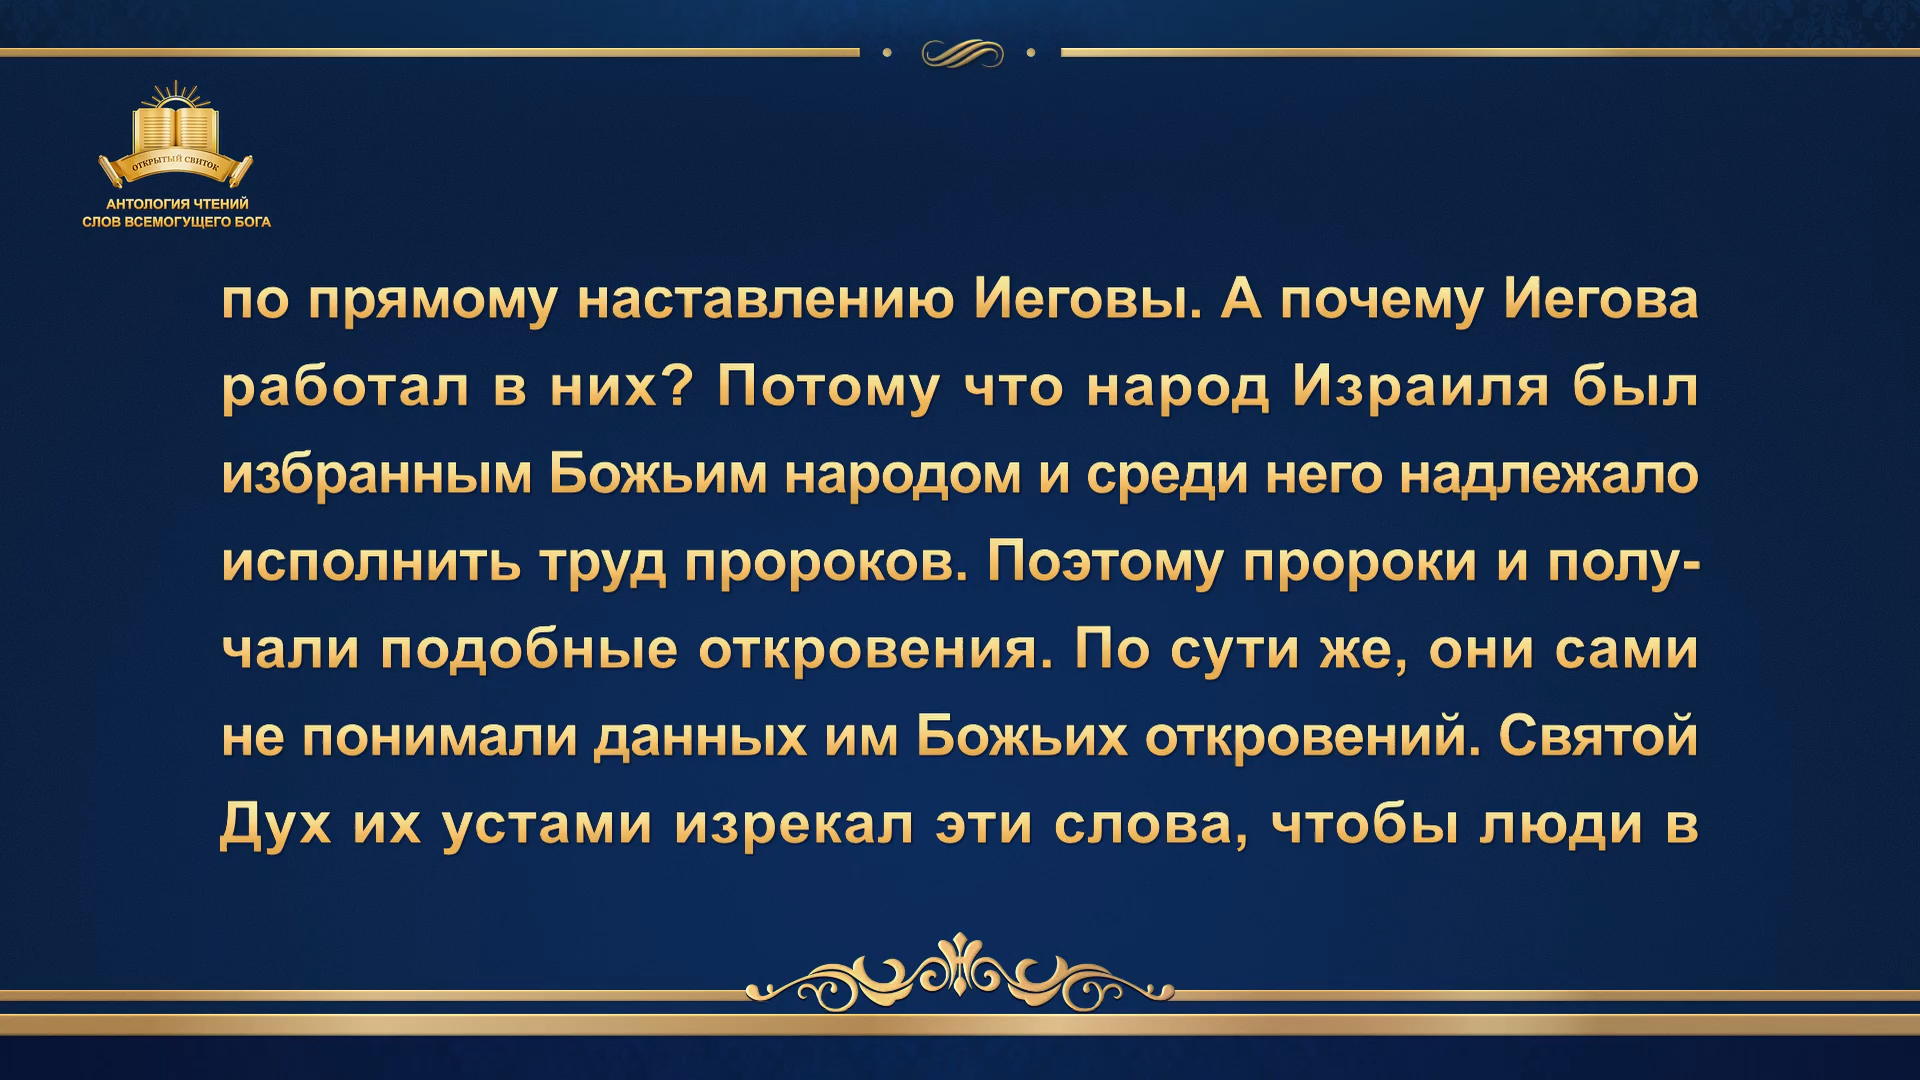 ОТКРЫТЫЙ СВИТОК
АНТОЛОГИЯ ЧТЕНИЙ
СЛОВ ВСЕМОГУЩЕГО БОГА
по прямому наставлению Иеговы. А почему Иегова
работал в них? Потому что народ Израиля был
избранным Божьим народом и среди него надлежало
исполнить труд пророков. Поэтому пророки и полу-
чали подобные откровения. По сути же, они сами
не понимали данных им Божьих откровений. Святой
Дух их устами изрекал эти слова, чтобы люди в